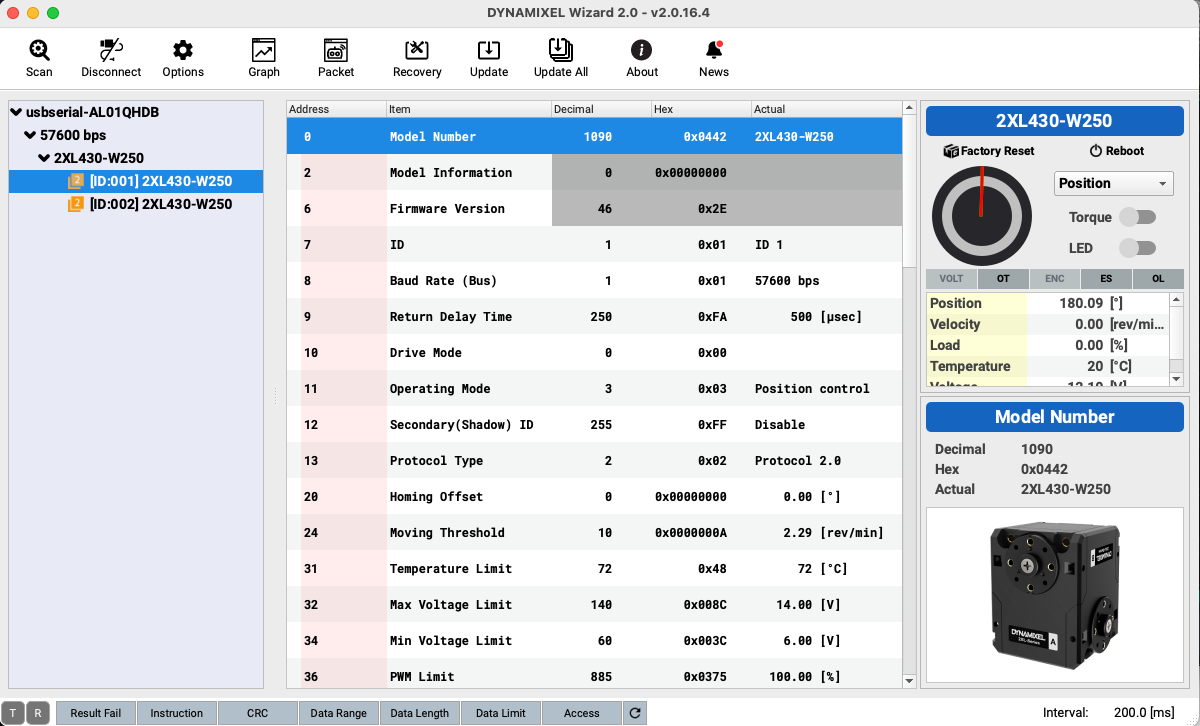 DYNAMIXEL Wizard 2.0 - v2.0.16.4
Scan Disconnect Options Graph Packet Recovery Update Update All About News
usbserial-AL01QHDB
57600 bps
2XL430-W250
2 [ID:001] 2XL430-W250
2 [ID:002] 2XL430-W250
Address Item Decimal Hex Actual
0 Model Number 1090 0x0442 2XL430-W250
2 Model Information 0 0x00000000
6 Firmware Version 46 0x2E
7 ID 1 0x01 ID 1
8 Baud Rate (Bus) 1 0x01 57600 bps
9 Return Delay Time 250 0xFA 500 [μsec]
10 Drive Mode 0 0x00
11 Operating Mode 3 0x03 Position control
12 Secondary(Shadow) ID 255 0xFF Disable
13 Protocol Type 2 0x02 Protocol 2.0
20 Homing Offset 0 0x00000000 0.00 [°]
24 Moving Threshold 10 0x0000000A 2.29 [rev/min]
31 Temperature Limit 72 0x48 72 [°C]
32 Max Voltage Limit 140 0x008C 14.00 [V]
34 Min Voltage Limit 60 0x003C 6.00 [V]
36 PWM Limit 885 0x0375 100.00 [%]
2XL430-W250
Factory Reset Reboot
Position
Torque
LED
VOLT OT ENC ES OL
Position 180.09 [°]
Velocity 0.00 [rev/mi...
Load 0.00 [%]
Temperature 20 [°C]
Voltage 12.10 [V]
Model Number
Decimal 1090
Hex 0x0442
Actual 2XL430-W250
DYNAMIXEL
2XL-Series
A
T R Result Fail Instruction CRC Data Range Data Length Data Limit Access Interval: 200.0 [ms]